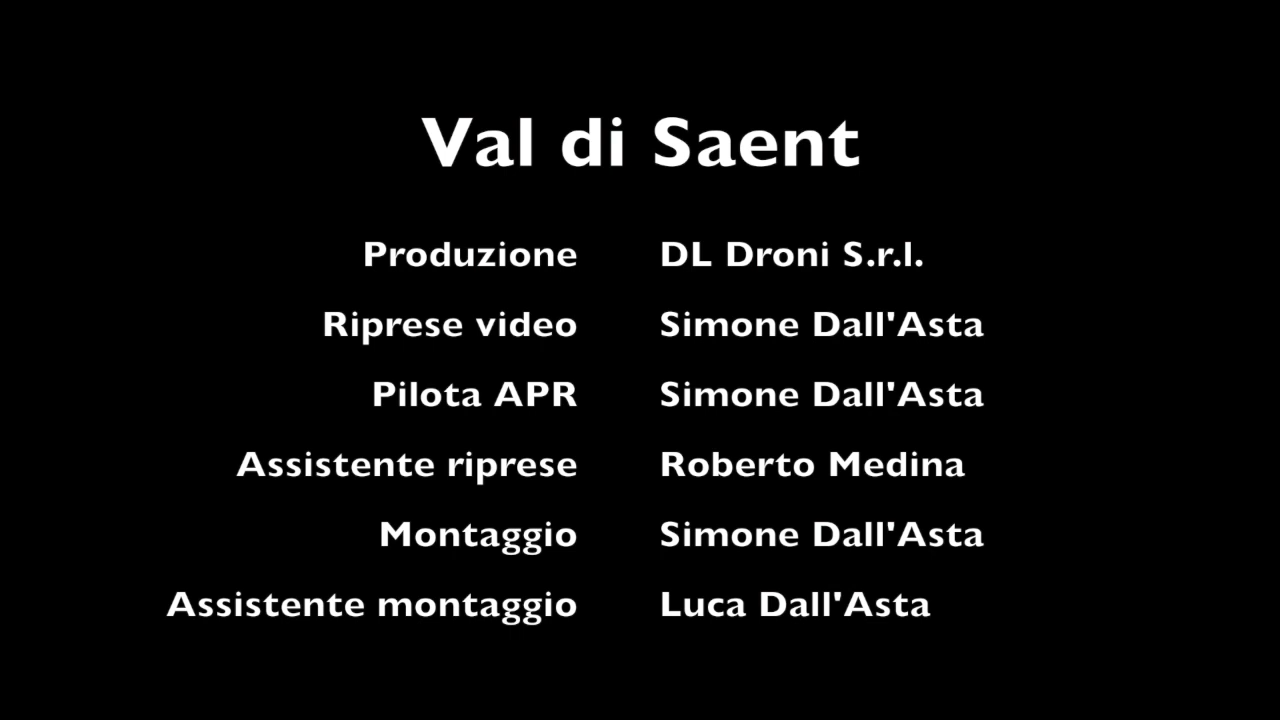 Val di Saent
Produzione DL Droni S.r.l.
Riprese video Simone Dall'Asta
Pilota APR Simone Dall'Asta
Assistente riprese Roberto Medina
Montaggio Simone Dall'Asta
Assistente montaggio Luca Dall'Asta